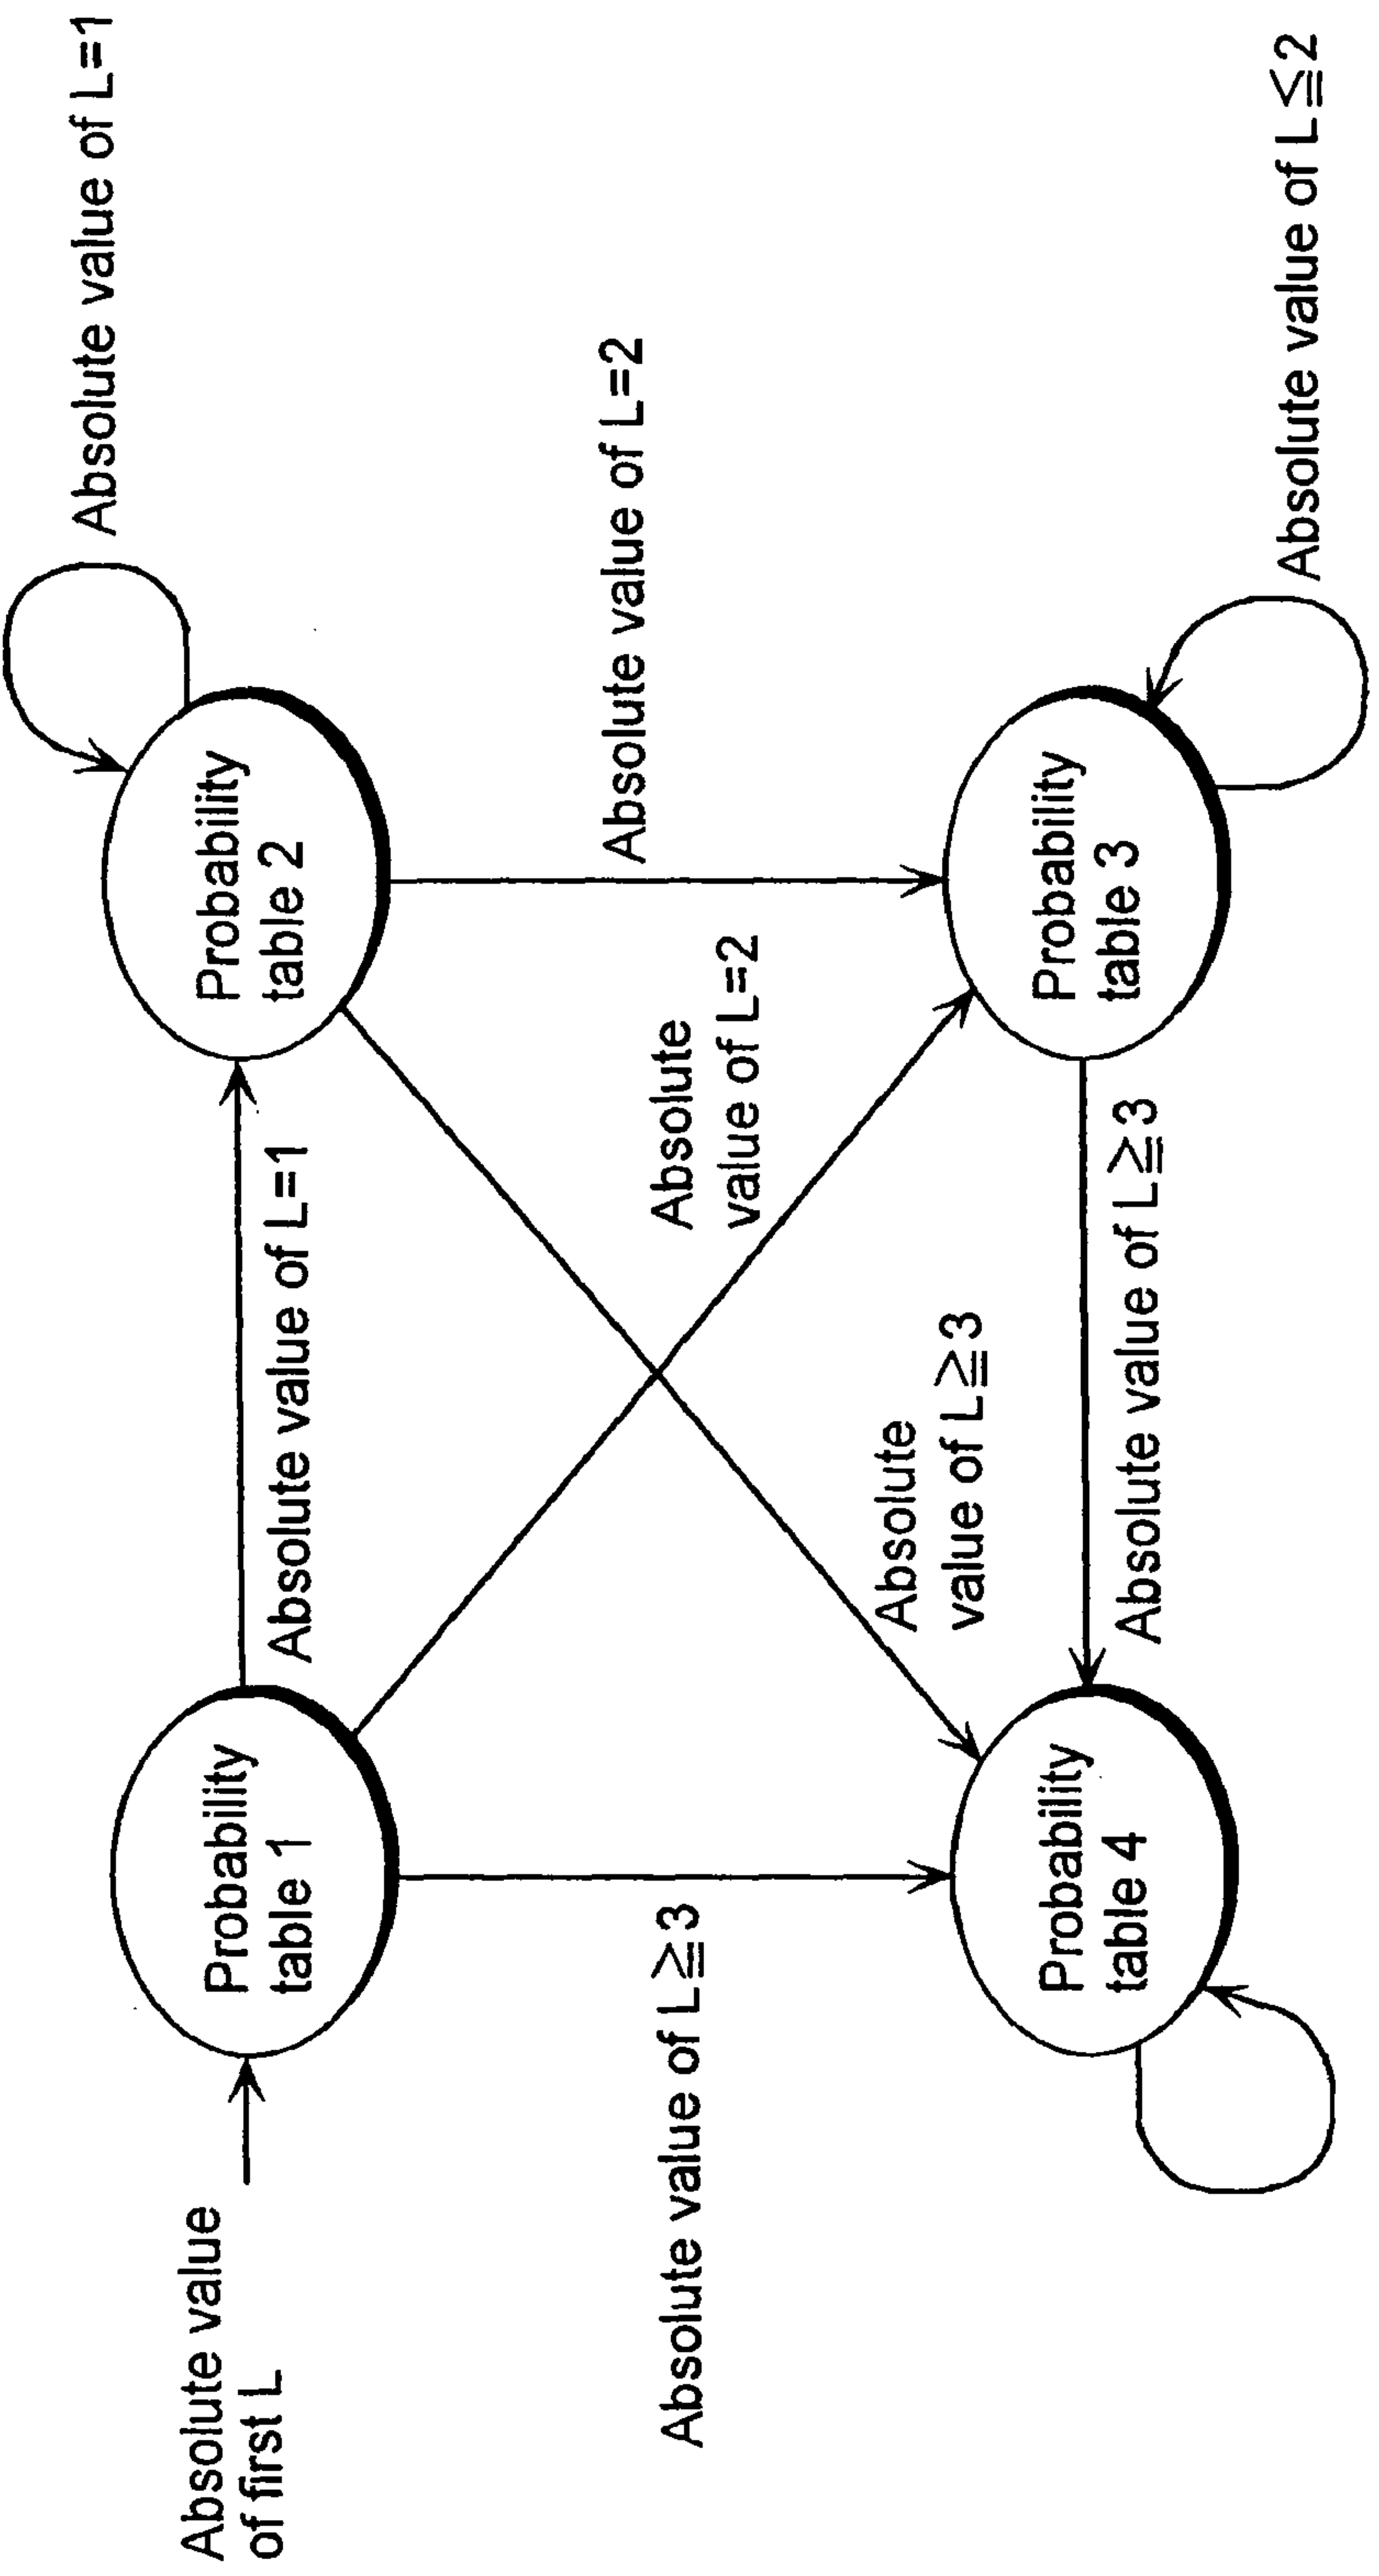 Absolute value
of first L
Probability
table 1
Absolute value of L=1
Probability
table 2
Absolute value of L=1
Absolute value of L≧3
Absolute
value of L≧3
Absolute
value of L=2
Absolute value of L=2
Probability
table 4
Absolute value of L≧3
Probability
table 3
Absolute value of L≦2